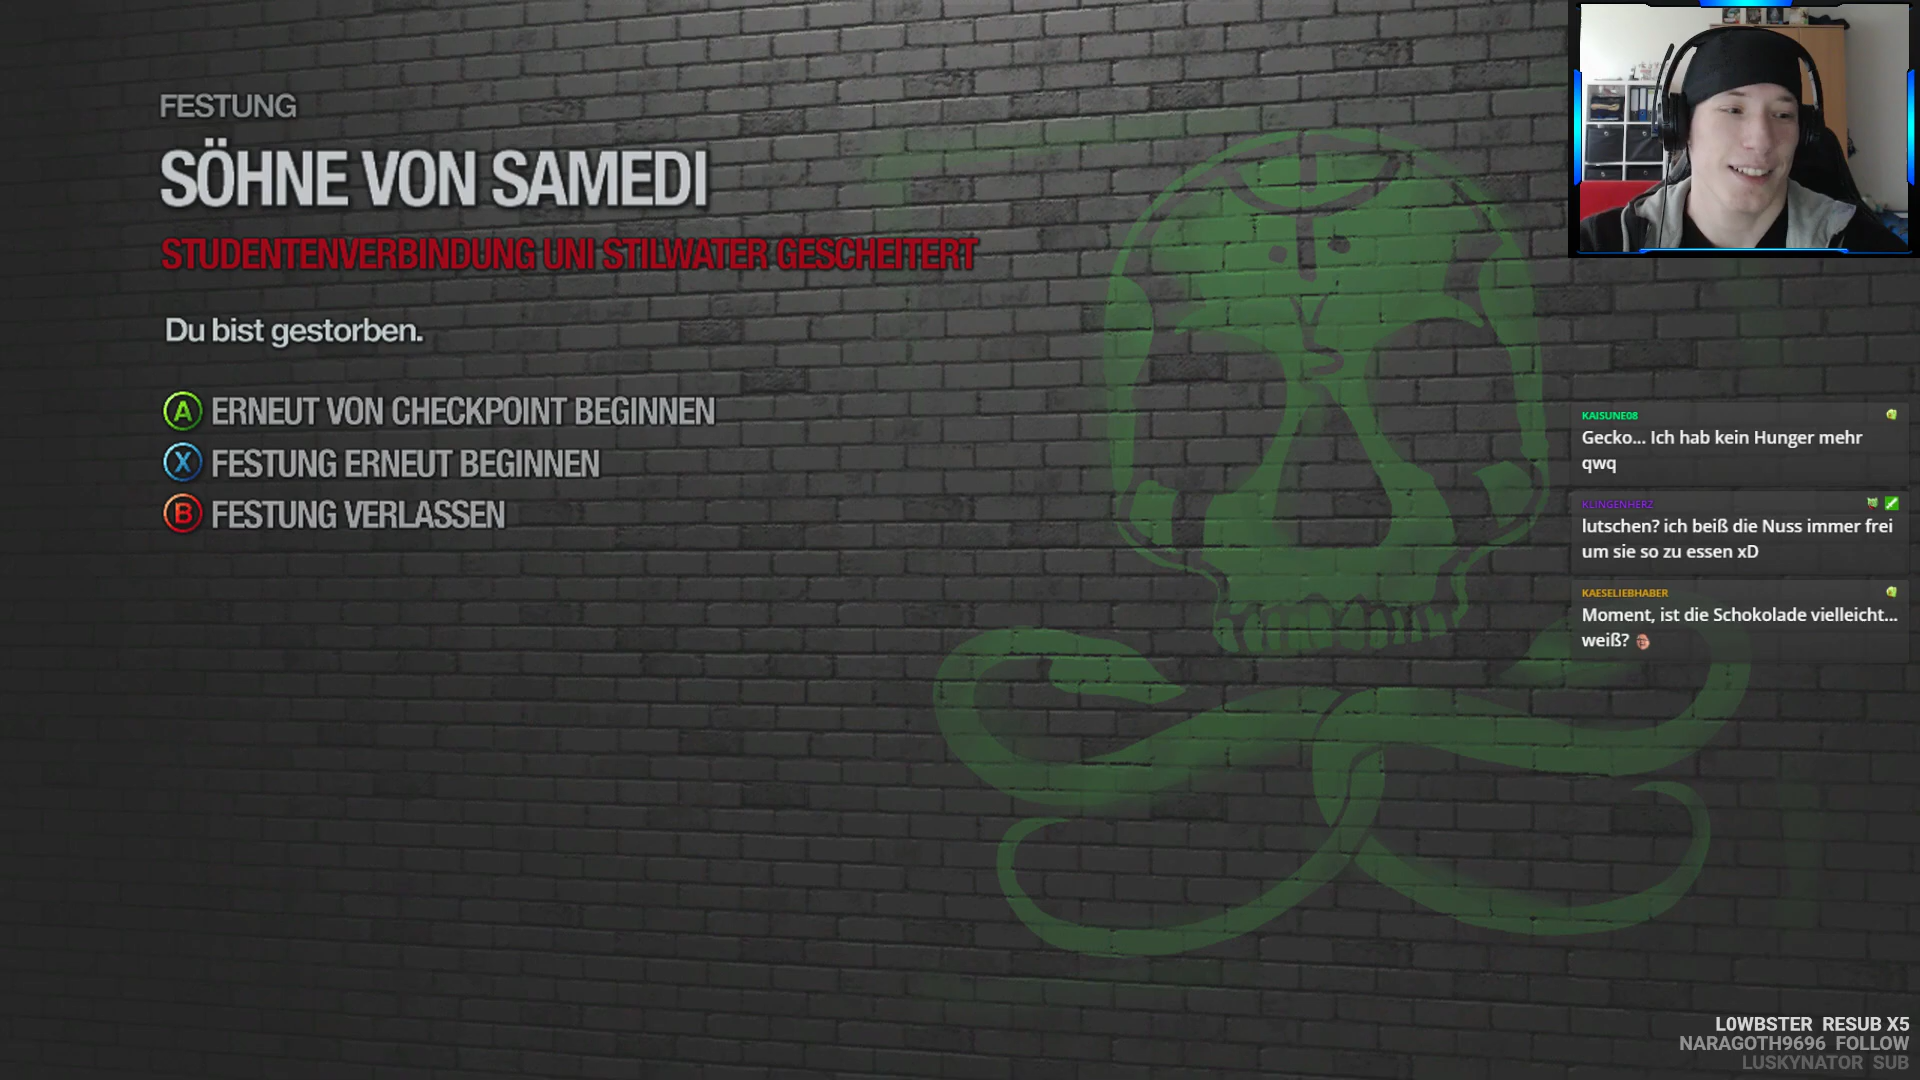 FESTUNG
SÖHNE VON SAMEDI
STUDENTENVERBINDUNG UNI STILWATER GESCHEITERT
Du bist gestorben.
A ERNEUT VON CHECKPOINT BEGINNEN
X FESTUNG ERNEUT BEGINNEN
B FESTUNG VERLASSEN
KAISUNE08
Gecko... Ich hab kein Hunger mehr
qwq
KLINGENHERZ
lutschen? ich beiß die Nuss immer frei
um sie so zu essen xD
KAESELIEBHABER
Moment, ist die Schokolade vielleicht...
weiß?
L0WBSTER RESUB X5
NARAGOTH9696 FOLLOW
LUSKYNATOR SUB